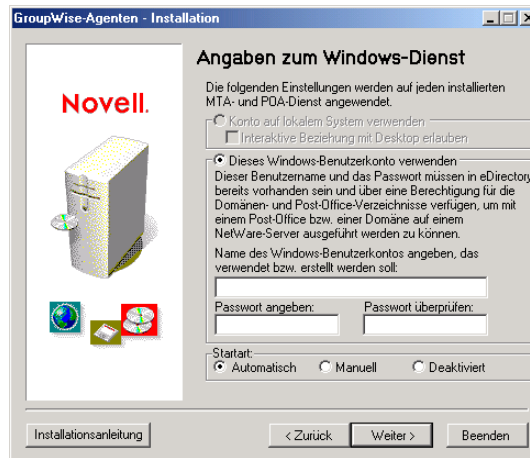 GroupWise-Agenten - Installation
Novell.
Angaben zum Windows-Dienst
Die folgenden Einstellungen werden auf jeden installierten
MTA- und POA-Dienst angewendet.
Konto auf lokalem System verwenden
Interaktive Beziehung mit Desktop erlauben
Dieses Windows-Benutzerkonto verwenden
Dieser Benutzername und das Passwort müssen in eDirectory
bereits vorhanden sein und über eine Berechtigung für die
Domänen- und Post-Office-Verzeichnisse verfügen, um mit
einem Post-Office bzw. einer Domäne auf einem
NetWare-Server ausgeführt werden zu können.
Name des Windows-Benutzerkontos angeben, das
verwendet bzw. erstellt werden soll:
Passwort angeben: Passwort überprüfen:
Startart:
Automatisch Manuell Deaktiviert
Installationsanleitung < Zurück Weiter > Beenden